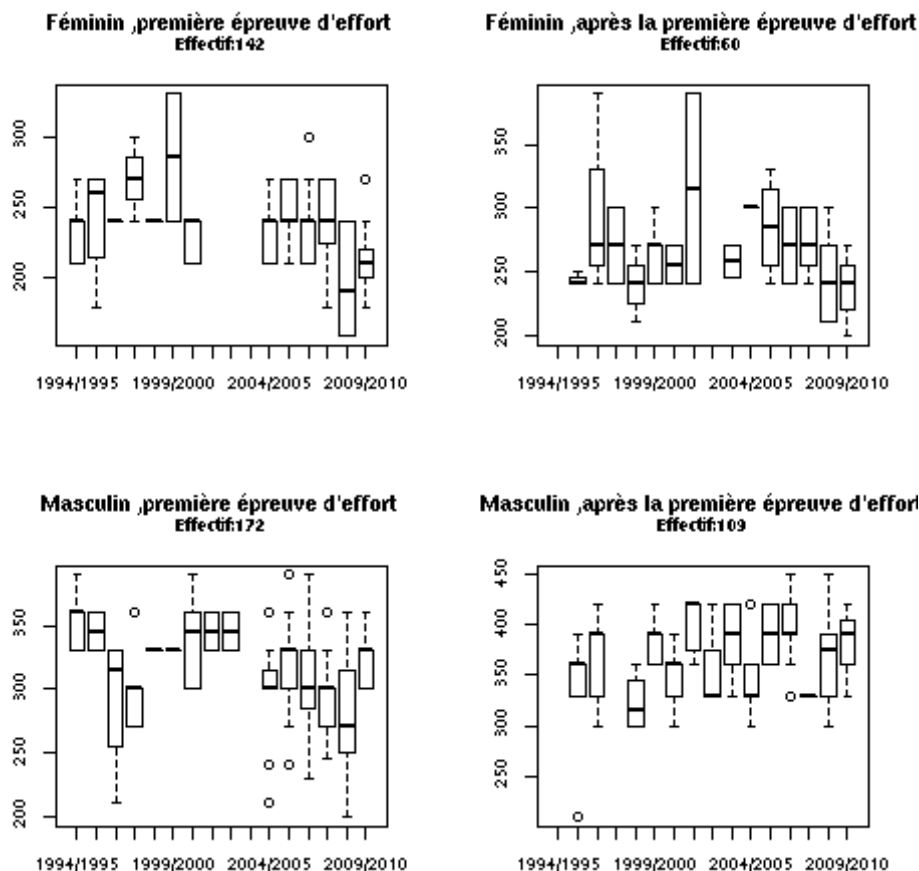 Féminin ,première épreuve d'effort
Effectif:142
300
250
200
1994/1995 1999/2000 2004/2005 2009/2010
Féminin ,après la première épreuve d'effort
Effectif:60
350
300
250
200
1994/1995 1999/2000 2004/2005 2009/2010
Masculin ,première épreuve d'effort
Effectif:172
350
300
250
200
1994/1995 1999/2000 2004/2005 2009/2010
Masculin ,après la première épreuve d'effort
Effectif:109
450
400
350
300
250
1994/1995 1999/2000 2004/2005 2009/2010